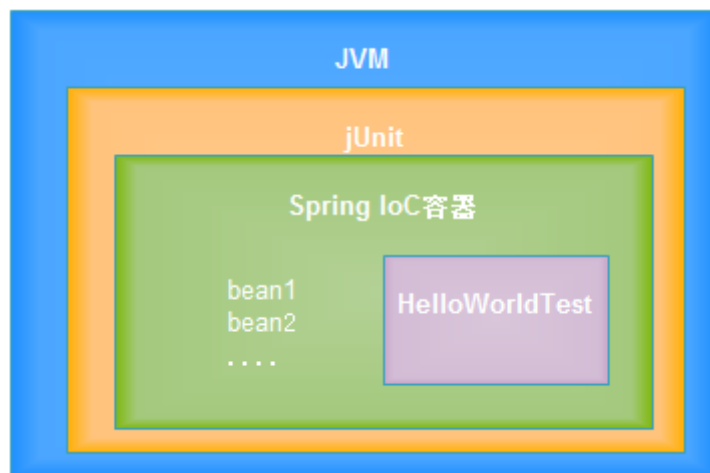 JVM
jUnit
Spring IoC容器
bean1
HelloWorldTest
bean2
....